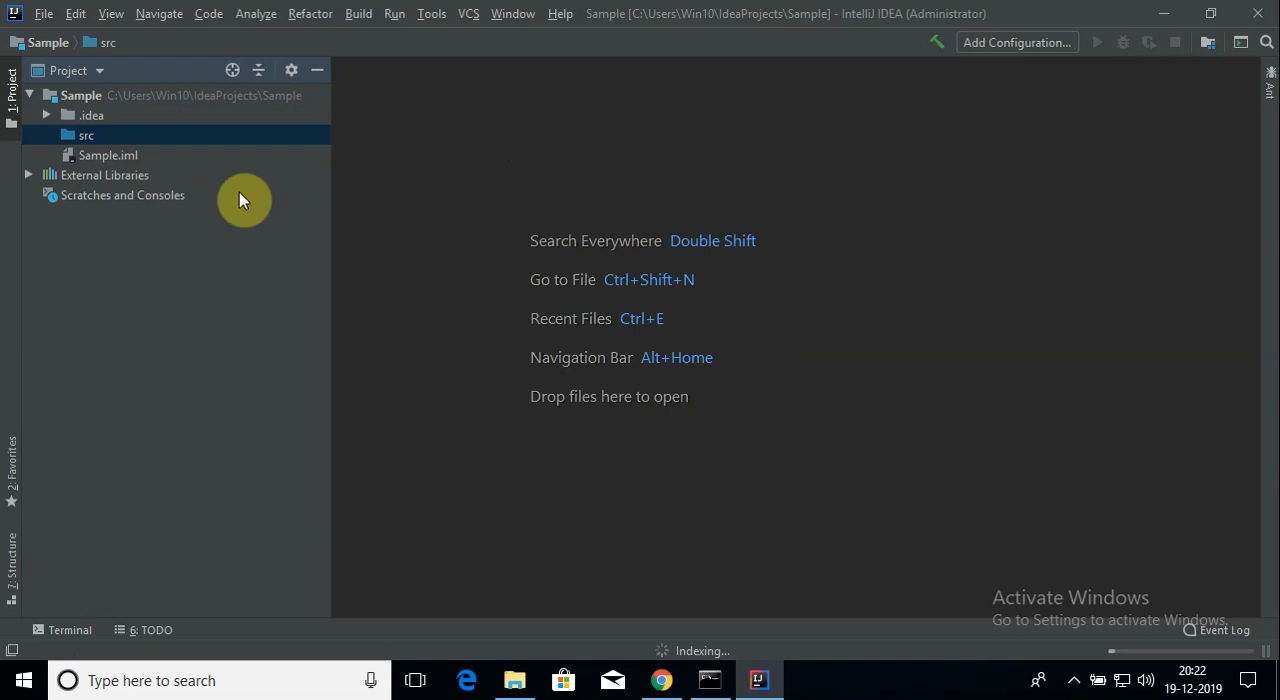 IJ File Edit View Navigate Code Analyze Refactor Build Run Tools VCS Window Help Sample [C:\Users\Win10\IdeaProjects\Sample] - IntelliJ IDEA (Administrator)
Sample src Add Configuration...
1: Project
Project
Sample C:\Users\Win10\IdeaProjects\Sample
.idea
src
Sample.iml
External Libraries
Scratches and Consoles
Ant
Search Everywhere Double Shift
Go to File Ctrl+Shift+N
Recent Files Ctrl+E
Navigation Bar Alt+Home
Drop files here to open
2: Favorites
7: Structure
Activate Windows
Go to Settings to activate Windows.
Terminal 6: TODO Event Log
Indexing...
Type here to search
IJ
20:22
19-12-2019